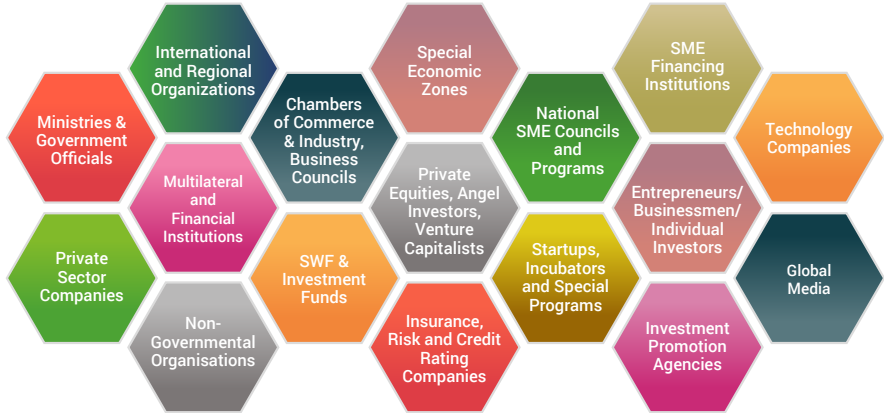 International
and Regional
Organizations
Special
Economic
Zones
SME
Financing
Institutions
Ministries &
Government
Officials
Chambers
of Commerce
& Industry,
Business
Councils
National
SME Councils
and
Programs
Technology
Companies
Multilateral
and
Financial
Institutions
Private
Equities, Angel
Investors,
Venture
Capitalists
Entrepreneurs/
Businessmen/
Individual
Investors
Private
Sector
Companies
SWF &
Investment
Funds
Startups,
Incubators
and Special
Programs
Global
Media
Non-
Governmental
Organisations
Insurance,
Risk and Credit
Rating
Companies
Investment
Promotion
Agencies